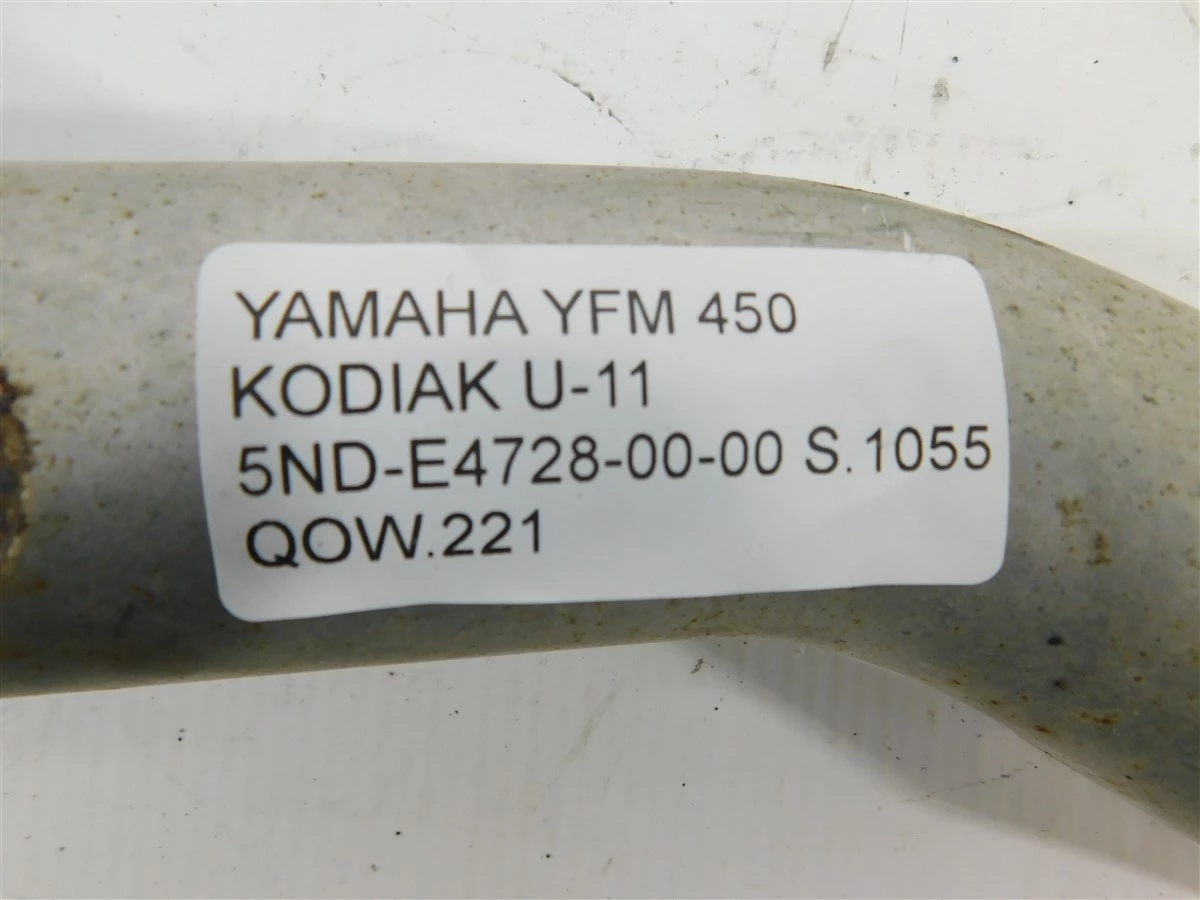 YAMAHA YFM 450
KODIAK U-11
5ND-E4728-00-00 S.1055
QOW.221